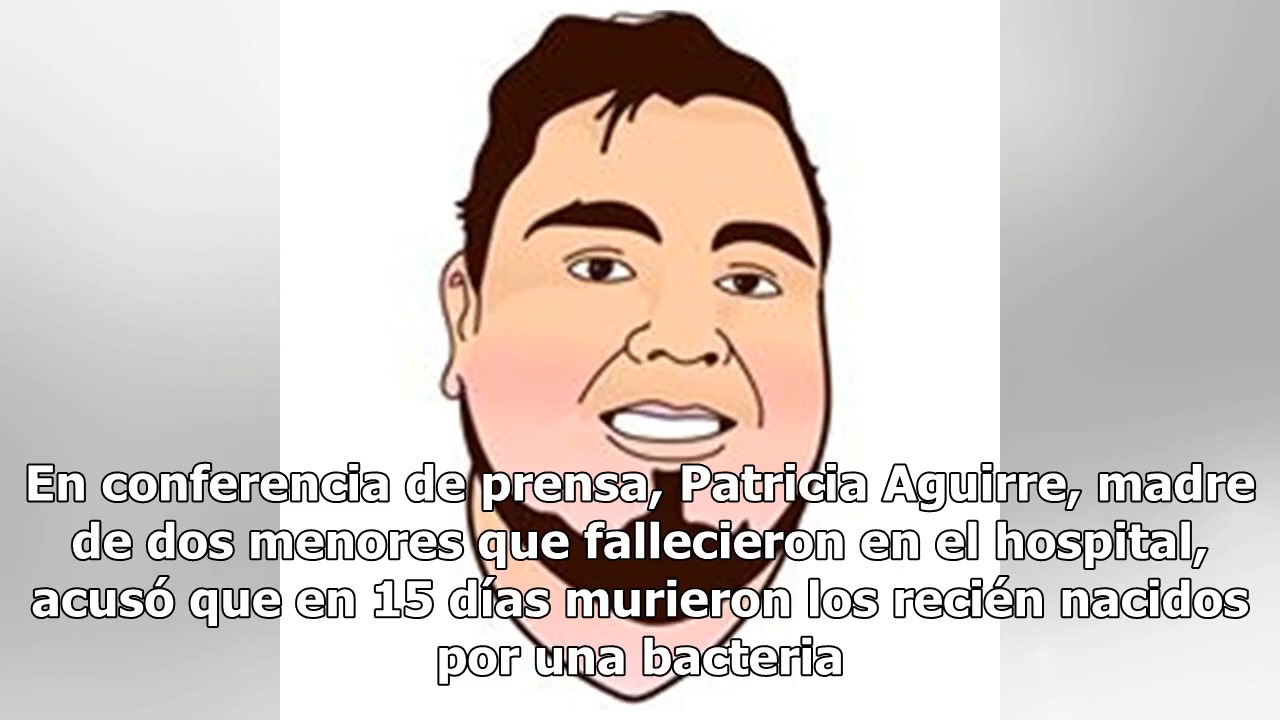 En conferencia de prensa, Patricia Aguirre, madre
de dos menores que fallecieron en el hospital,
acusó que en 15 días murieron los recién nacidos
por una bacteria